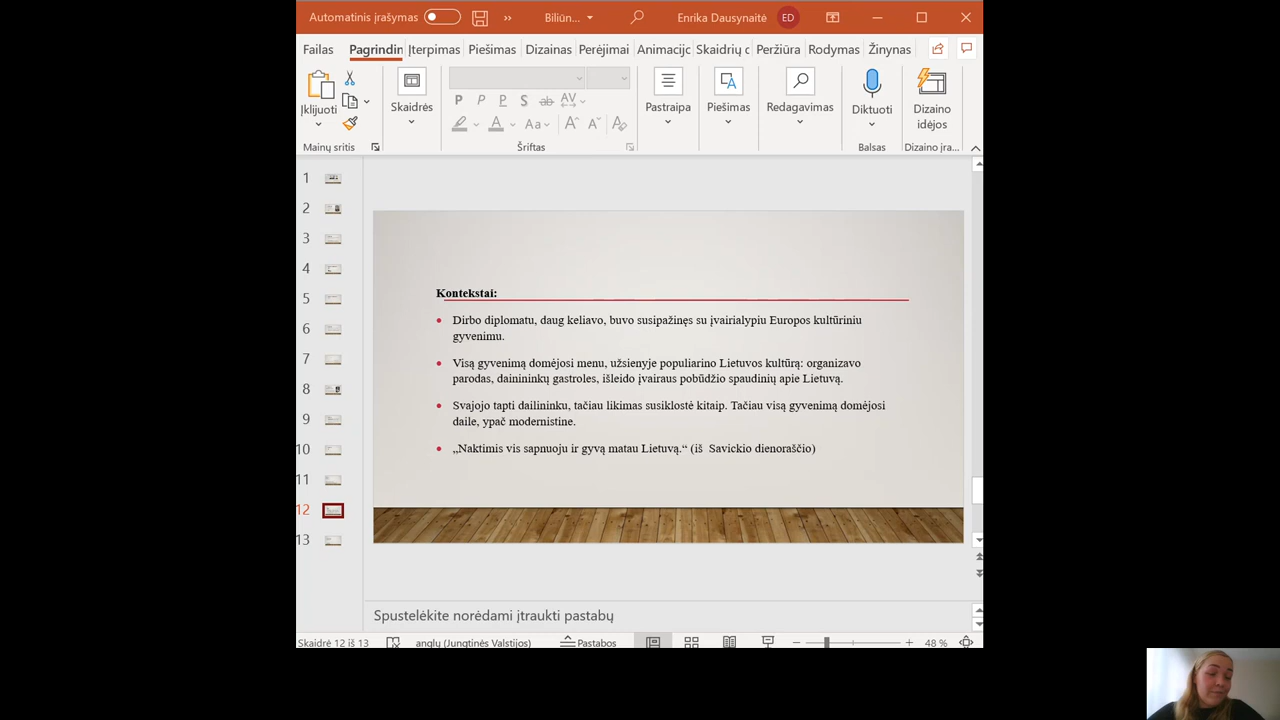 Automatinis įrašymas
»
Biliūn...
Enrika Dausynaitė
ED
Failas
Pagrindin
Įterpimas
Piešimas
Dizainas
Perėjimai
Animacijc
Skaidrių c
Peržiūra
Rodymas
Žinynas
Įklijuoti
Skaidrės
P P P S ab AV
Aa A A
Pastraipa
Piešimas
Redagavimas
Diktuoti
Dizaino
idėjos
Mainų sritis
Šriftas
Balsas
Dizaino įra...
1
2
3
4
5
6
7
8
9
10
11
12
13
Kontekstai:
• Dirbo diplomatu, daug keliavo, buvo susipažinęs su įvairialypiu Europos kultūriniu
gyvenimu.
• Visą gyvenimą domėjosi menu, užsienyje populiarino Lietuvos kultūrą: organizavo
parodas, dainininkų gastroles, išleido įvairaus pobūdžio spaudinių apie Lietuvą.
• Svajojo tapti dailininku, tačiau likimas susiklostė kitaip. Tačiau visą gyvenimą domėjosi
daile, ypač modernistine.
• „Naktimis vis sapnuoju ir gyvą matau Lietuvą.“ (iš Savickio dienoraščio)
Spustelėkite norėdami įtraukti pastabų
Skaidrė 12 iš 13
anglų (Jungtinės Valstijos)
Pastabos
48 %